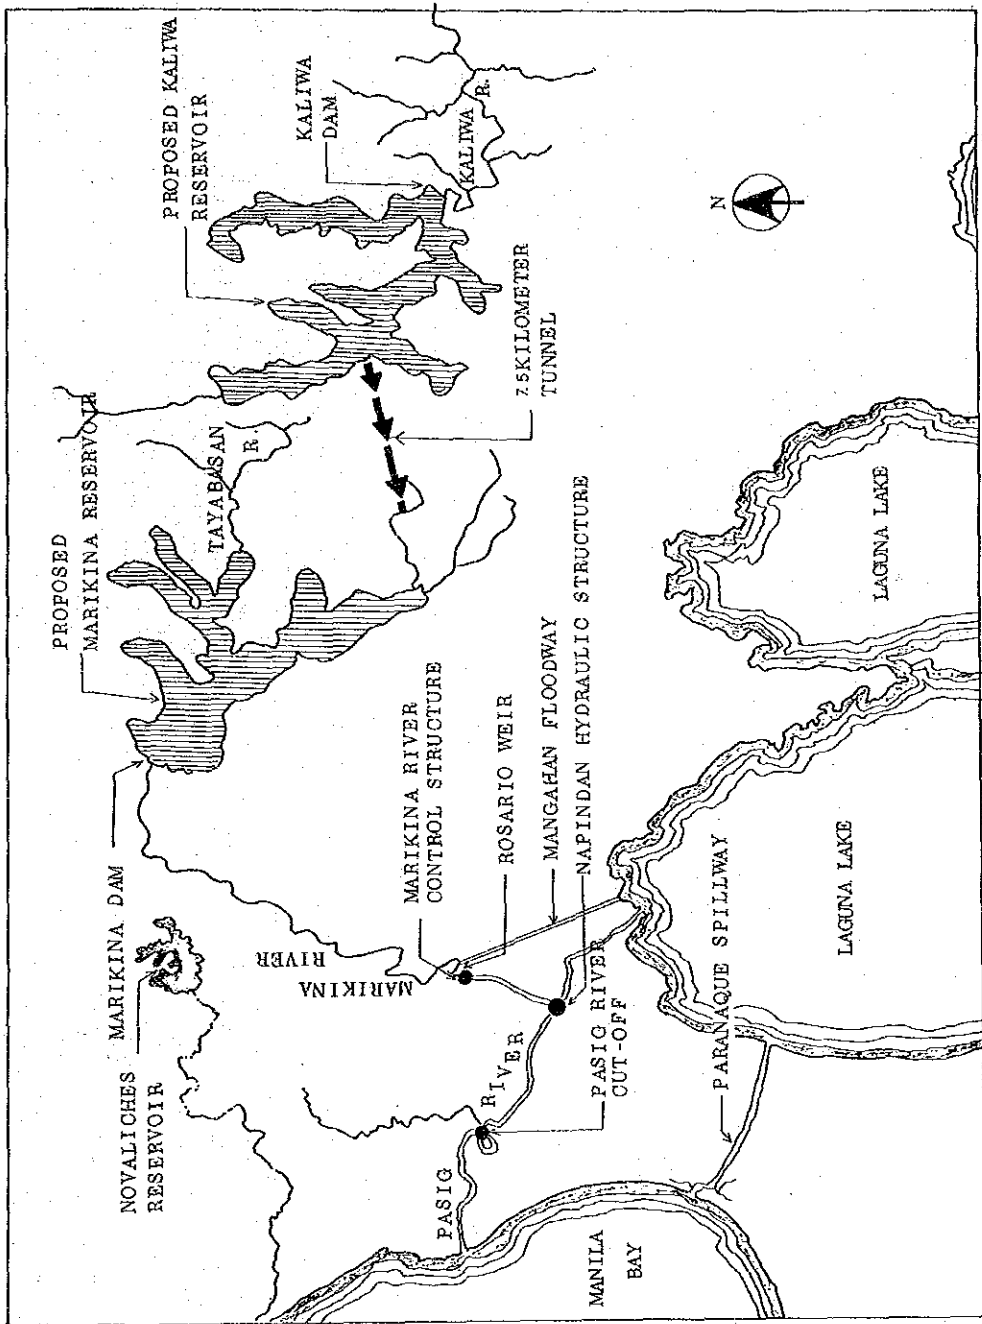 NOVALICHES
RESERVOIR
MARIKINA DAM
PROPOSED
MARIKINA RESERVOIR
PROPOSED KALIWA
RESERVOIR
KALIWA
DAM
KALIWA
R.
TAYABASAN
R.
7.5 KILOMETER
TUNNEL
N
MARIKINA
RIVER
MARIKINA RIVER
CONTROL STRUCTURE
ROSARIO WEIR
MANGAHAN FLOODWAY
NAPINDAN HYDRAULIC STRUCTURE
PASIG
RIVER
PASIG RIVER
CUT-OFF
PARANAQUE SPILLWAY
MANILA
BAY
LAGUNA LAKE
LAGUNA LAKE